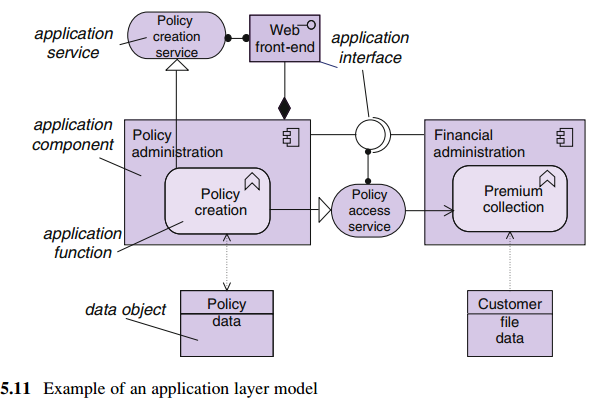 Policy
creation
service
application
service
Web
front-end
application
interface
application
component
Policy
administration
Financial
administration
Policy
creation
Policy
access
service
Premium
collection
application
function
data object
Policy
data
Customer
file
data
5.11 Example of an application layer model